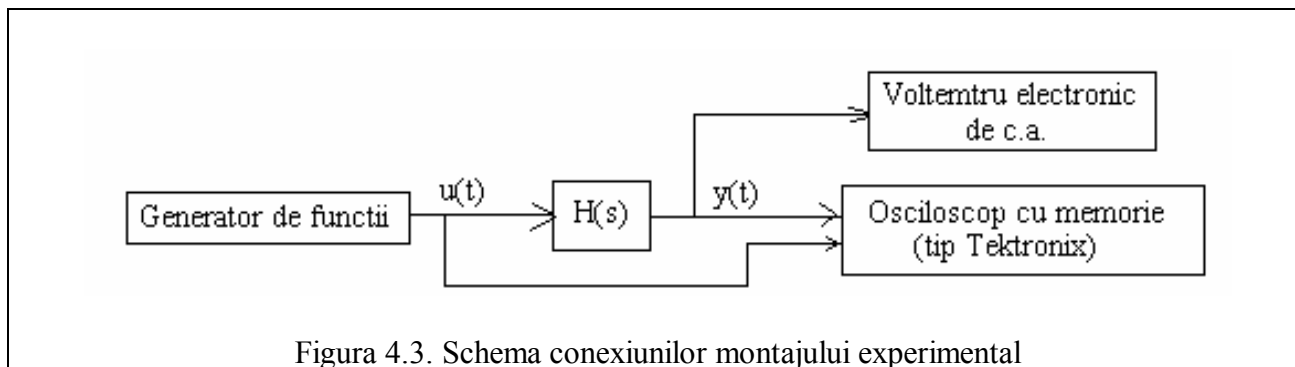 Voltemtru electronic
de c.a.
u(t)
y(t)
Generator de functii
H(s)
Osciloscop cu memorie
(tip Tektronix)
Figura 4.3. Schema conexiunilor montajului experimental